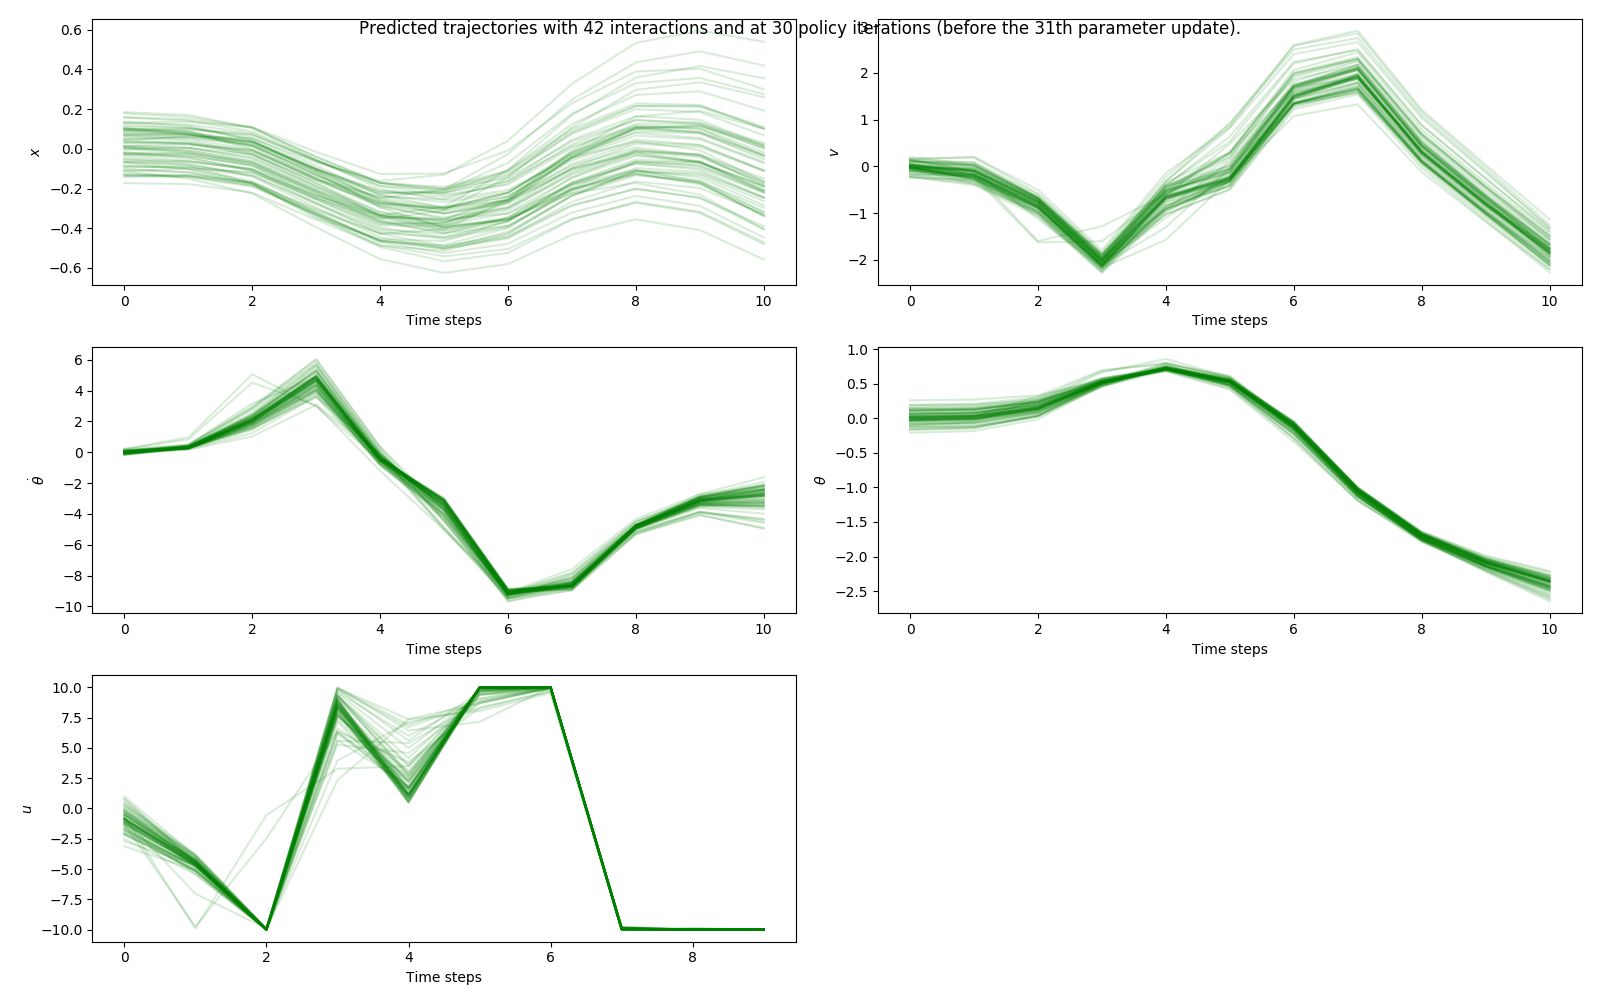 Predicted trajectories with 42 interactions and at 30 policy iterations (before the 31th parameter update).
0.6
0.4
0.2
0.0
−0.2
−0.4
−0.6
x
0 2 4 6 8 10
Time steps
3
2
1
0
−1
−2
v
0 2 4 6 8 10
Time steps
6
4
2
0
−2
−4
−6
−8
−10
θ̇
0 2 4 6 8 10
Time steps
1.0
0.5
0.0
−0.5
−1.0
−1.5
−2.0
−2.5
θ
0 2 4 6 8 10
Time steps
10.0
7.5
5.0
2.5
0.0
−2.5
−5.0
−7.5
−10.0
u
0 2 4 6 8
Time steps